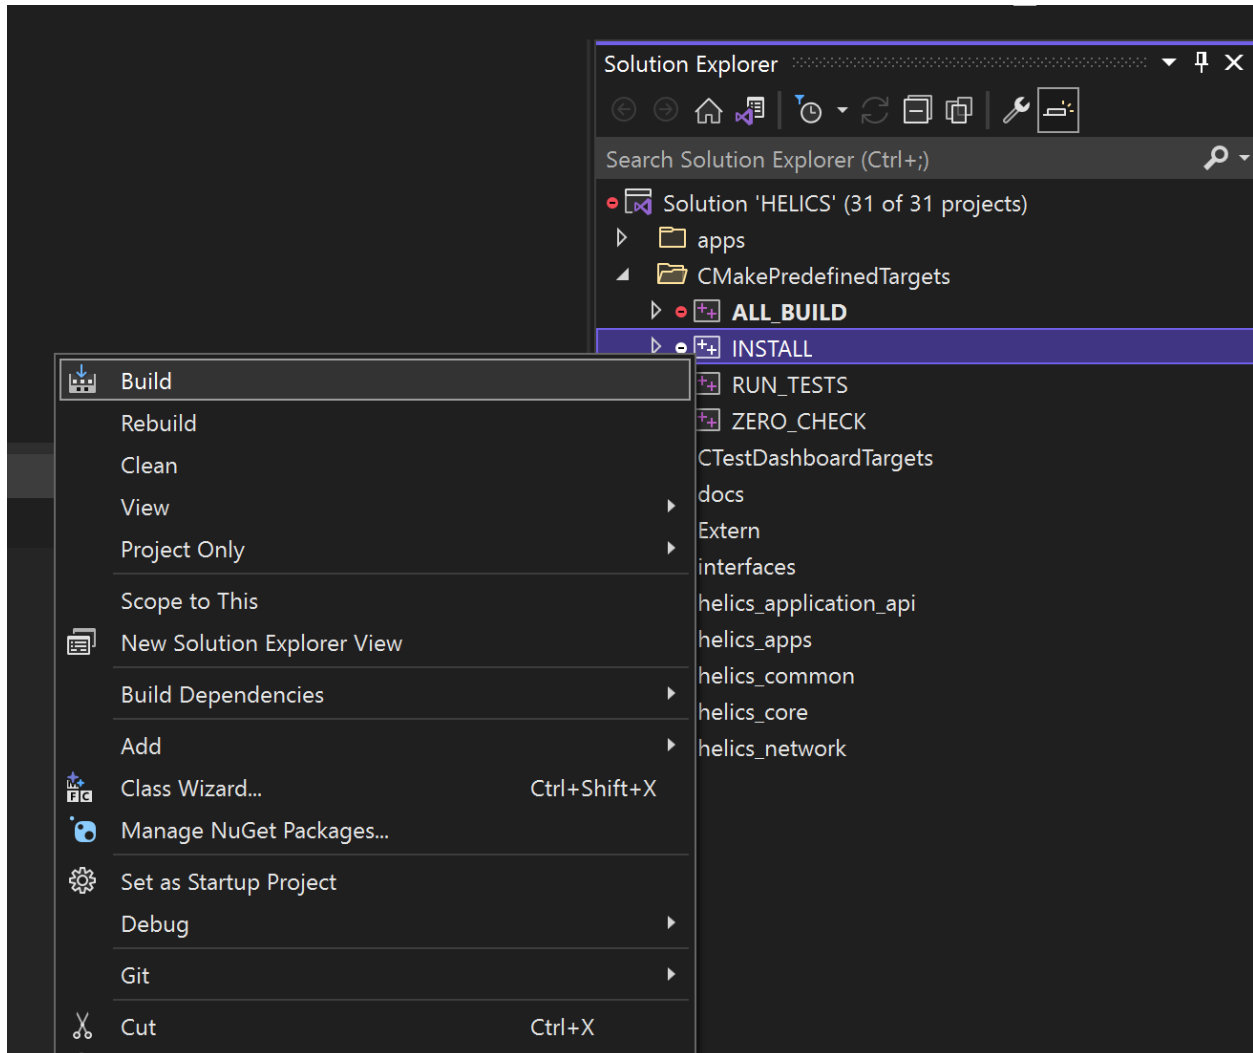 Solution Explorer
Search Solution Explorer (Ctrl+;)
Solution 'HELICS' (31 of 31 projects)
apps
CMakePredefinedTargets
ALL_BUILD
INSTALL
RUN_TESTS
ZERO_CHECK
CTestDashboardTargets
docs
Extern
interfaces
helics_application_api
helics_apps
helics_common
helics_core
helics_network
Build
Rebuild
Clean
View
Project Only
Scope to This
New Solution Explorer View
Build Dependencies
Add
Class Wizard... Ctrl+Shift+X
Manage NuGet Packages...
Set as Startup Project
Debug
Git
Cut Ctrl+X